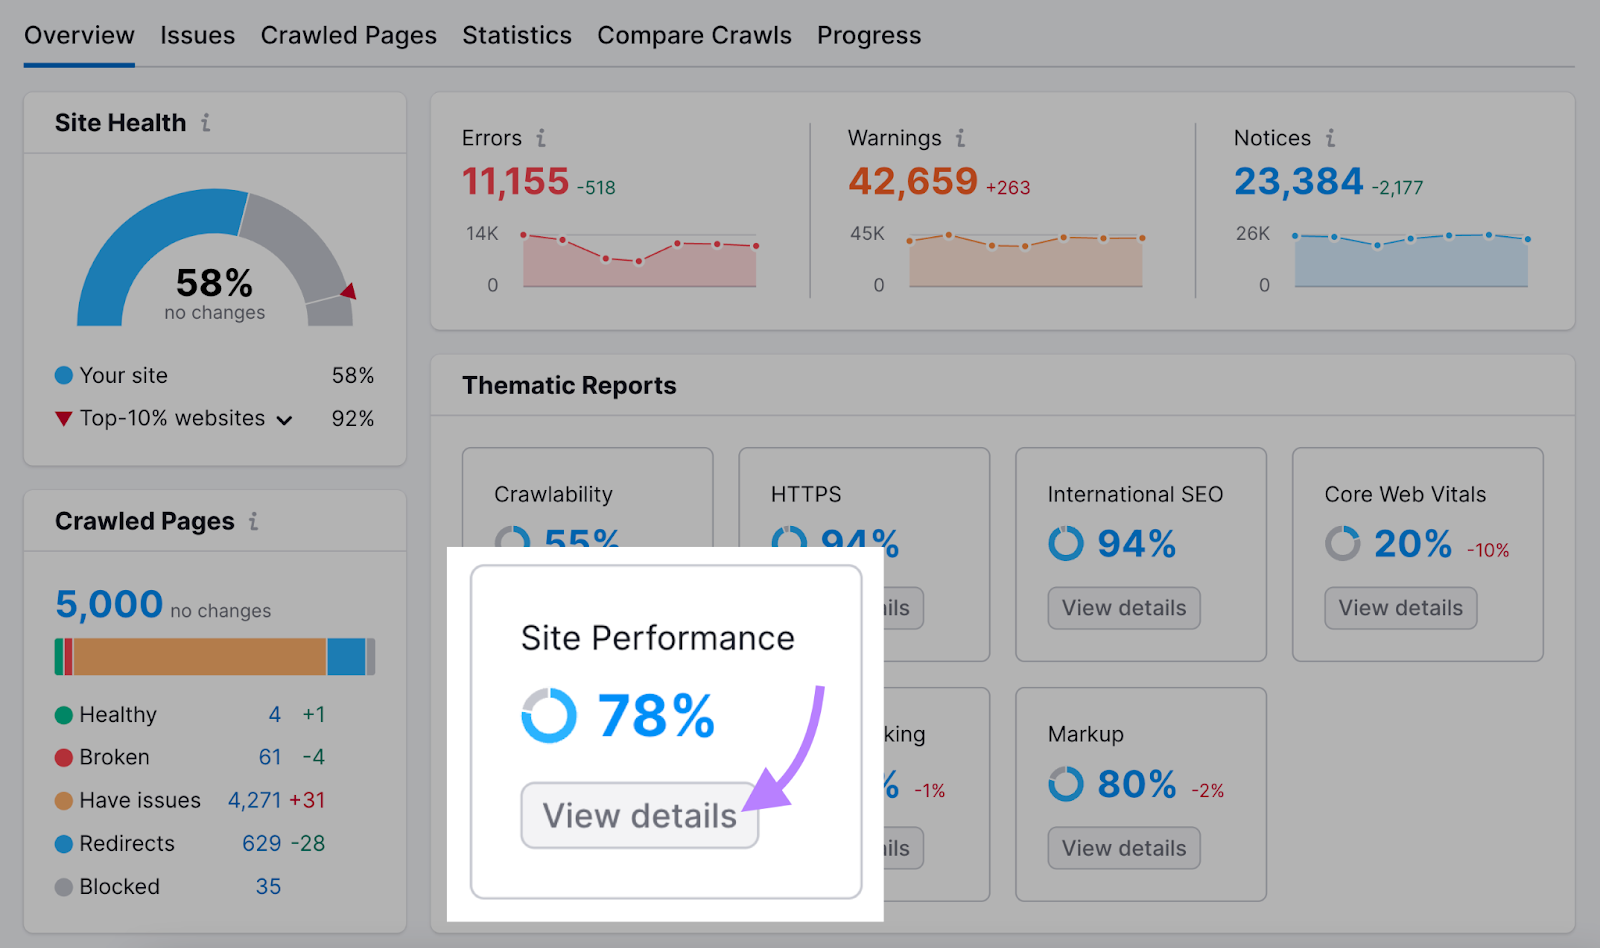 Overview Issues Crawled Pages Statistics Compare Crawls Progress
Site Health i
58%
no changes
Your site 58%
Top-10% websites 92%
Errors i
11,155 -518
14K
0
Warnings i
42,659 +263
45K
0
Notices i
23,384 -2,177
26K
0
Crawled Pages i
5,000 no changes
Healthy 4 +1
Broken 61 -4
Have issues 4,271 +31
Redirects 629 -28
Blocked 35
Thematic Reports
Crawlability
55%
HTTPS
94%
ils
International SEO
94%
View details
Core Web Vitals
20% -10%
View details
Site Performance
78%
View details
king
% -1%
ils
Markup
80% -2%
View details